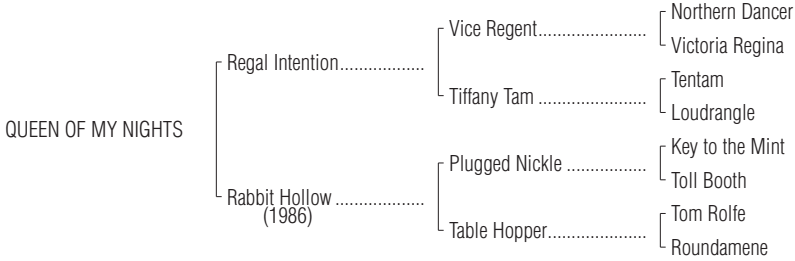 Northern Dancer
Vice Regent......................
Victoria Regina
Regal Intention..................
Tentam
Tiffany Tam ......................
Loudrangle
QUEEN OF MY NIGHTS
Key to the Mint
Plugged Nickle ................
Toll Booth
Rabbit Hollow ..................
(1986)
Tom Rolfe
Table Hopper....................
Roundamene